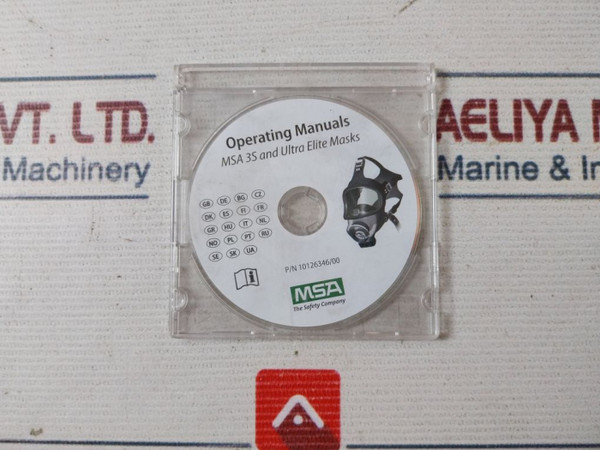 VT. LTD.
Machinery
AELIYA M
Marine & In
Operating Manuals
MSA 3S and Ultra Elite Masks
GB DE BG CZ
DK ES FI FR
GR HU IT NL
NO PL PT RU
SE SK UA
P/N 10126346/00
MSA
The Safety Company